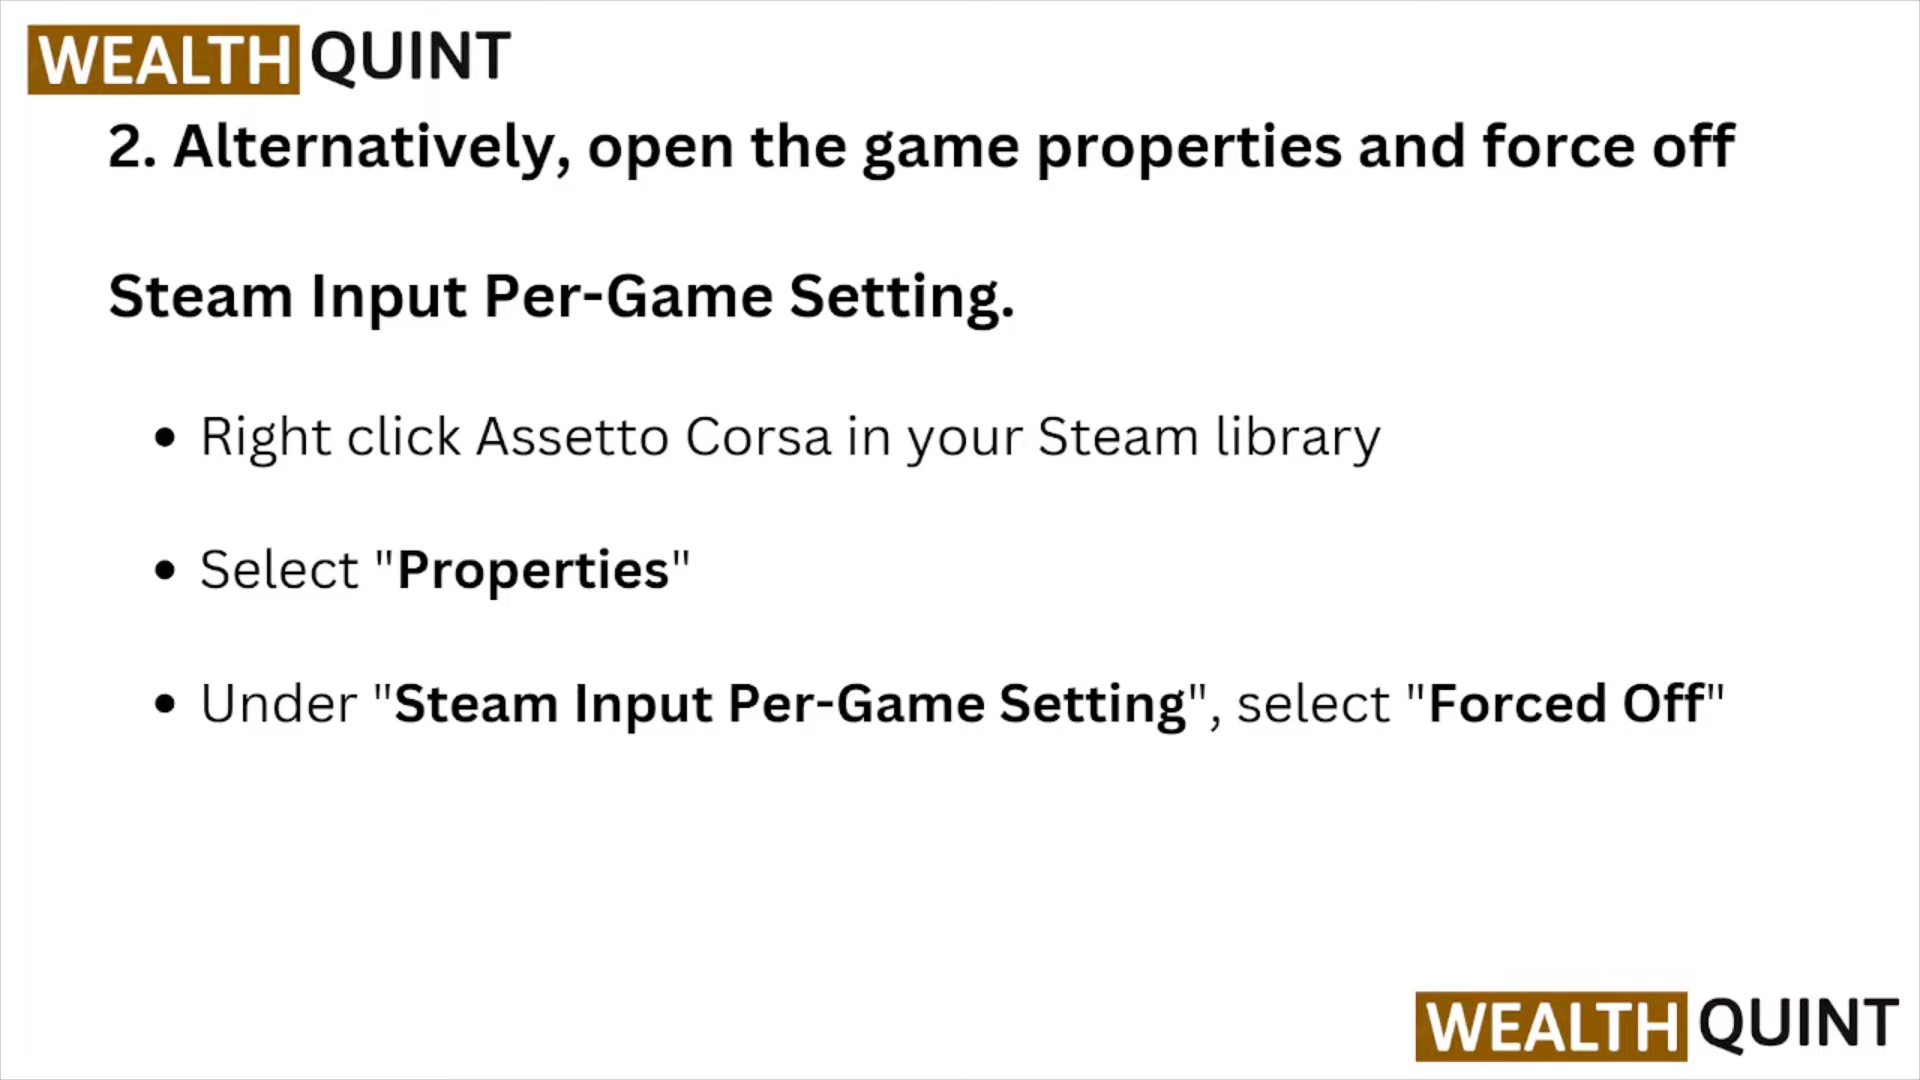 WEALTH QUINT
2. Alternatively, open the game properties and force off
Steam Input Per-Game Setting.
• Right click Assetto Corsa in your Steam library
• Select "Properties"
• Under "Steam Input Per-Game Setting", select "Forced Off"
WEALTH QUINT